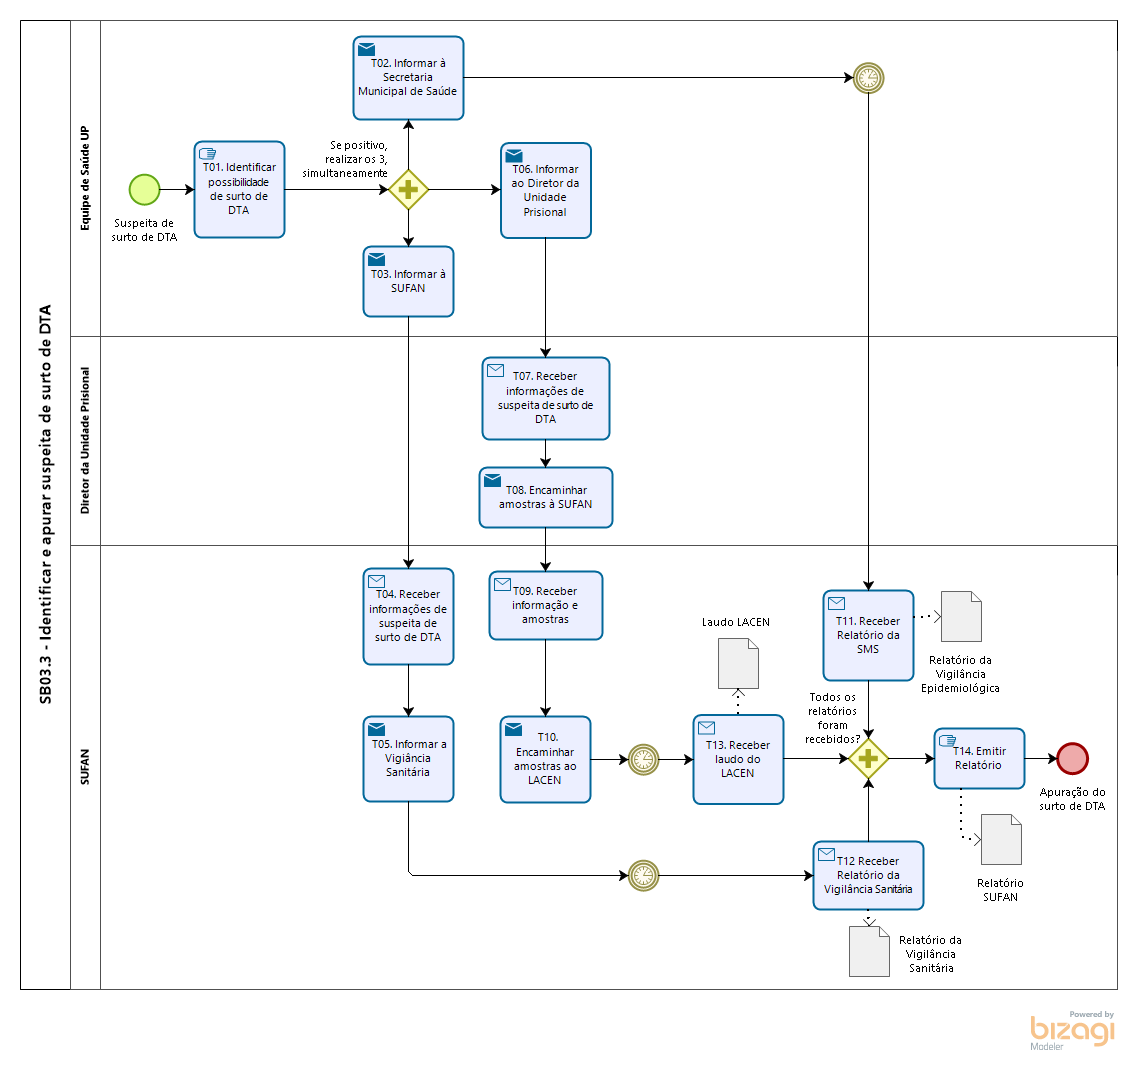 SB03.3 - Identificar e apurar suspeita de surto de DTA
Equipe de Saúde UP
Suspeita de
surto de DTA
T01. Identificar
possibilidade
de surto de
DTA
Se positivo,
realizar os 3,
simultaneamente
T02. Informar à
Secretaria
Municipal de Saúde
T06. Informar
ao Diretor da
Unidade
Prisional
T03. Informar à
SUFAN
Diretor da Unidade Prisional
T07. Receber
informações de
suspeita de surto de
DTA
T08. Encaminhar
amostras à SUFAN
SUFAN
T04. Receber
informações de
suspeita de
surto de DTA
T09. Receber
informação e
amostras
T05. Informar a
Vigiância
Sanitária
T10.
Encaminhar
amostras ao
LACEN
Laudo LACEN
T13. Receber
laudo do
LACEN
T11. Receber
Relatório da
SMS
Relatório da
Vigilância
Epidemiológica
Todos os
relatórios
foram
recebidos?
T14. Emitir
Relatório
Apuração do
surto de DTA
Relatório
SUFAN
T12 Receber
Relatório da
Vigilância Sanitária
Relatório da
Vigilância
Sanitária
Powered by
bizagi
Modeler